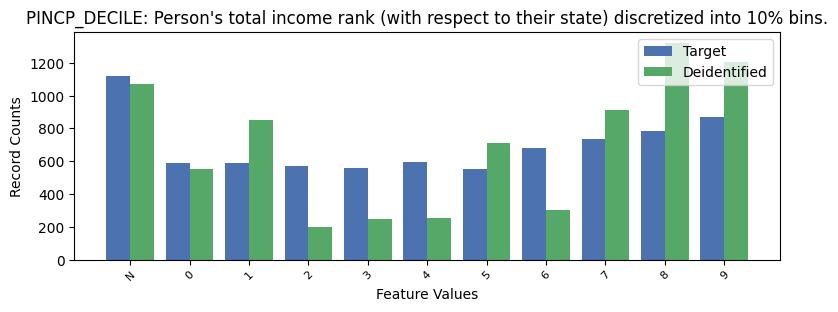 PINCP_DECILE: Person's total income rank (with respect to their state) discretized into 10% bins.
Target
Deidentified
Record Counts
1200
1000
800
600
400
200
0
N
0
1
2
3
4
5
6
7
8
9
Feature Values